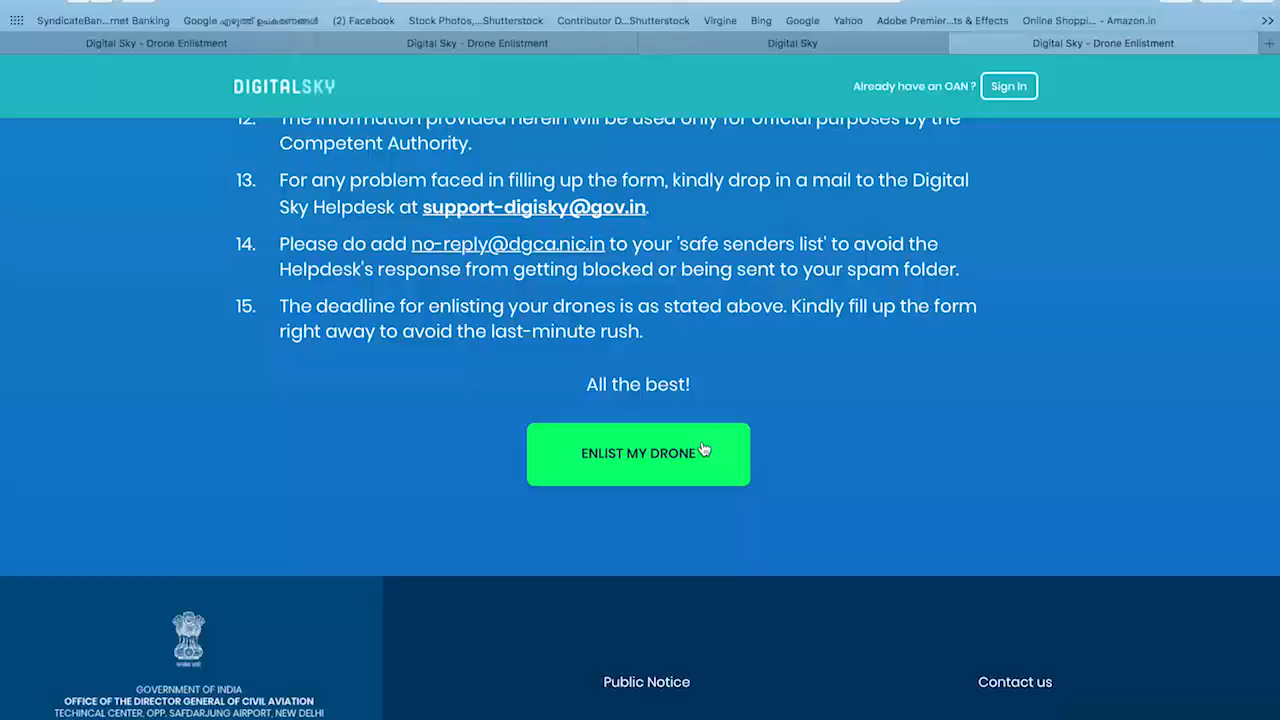 SyndicateBan...rnet Banking Google എഴുത്ത് ഉപകരണങ്ങൾ (2) Facebook Stock Photos,...Shutterstock Contributor D...Shutterstock Virgine Bing Google Yahoo Adobe Premier...ts & Effects Online Shoppi... - Amazon.in
Digital Sky - Drone Enlistment Digital Sky - Drone Enlistment Digital Sky Digital Sky - Drone Enlistment
DIGITALSKY Already have an OAN ? Sign In
12. The information provided herein will be used only for official purposes by the
Competent Authority.
13. For any problem faced in filling up the form, kindly drop in a mail to the Digital
Sky Helpdesk at support-digisky@gov.in.
14. Please do add no-reply@dgca.nic.in to your 'safe senders list' to avoid the
Helpdesk's response from getting blocked or being sent to your spam folder.
15. The deadline for enlisting your drones is as stated above. Kindly fill up the form
right away to avoid the last-minute rush.
All the best!
ENLIST MY DRONE
Public Notice Contact us
GOVERNMENT OF INDIA
OFFICE OF THE DIRECTOR GENERAL OF CIVIL AVIATION
TECHINCAL CENTER, OPP. SAFDARJUNG AIRPORT, NEW DELHI